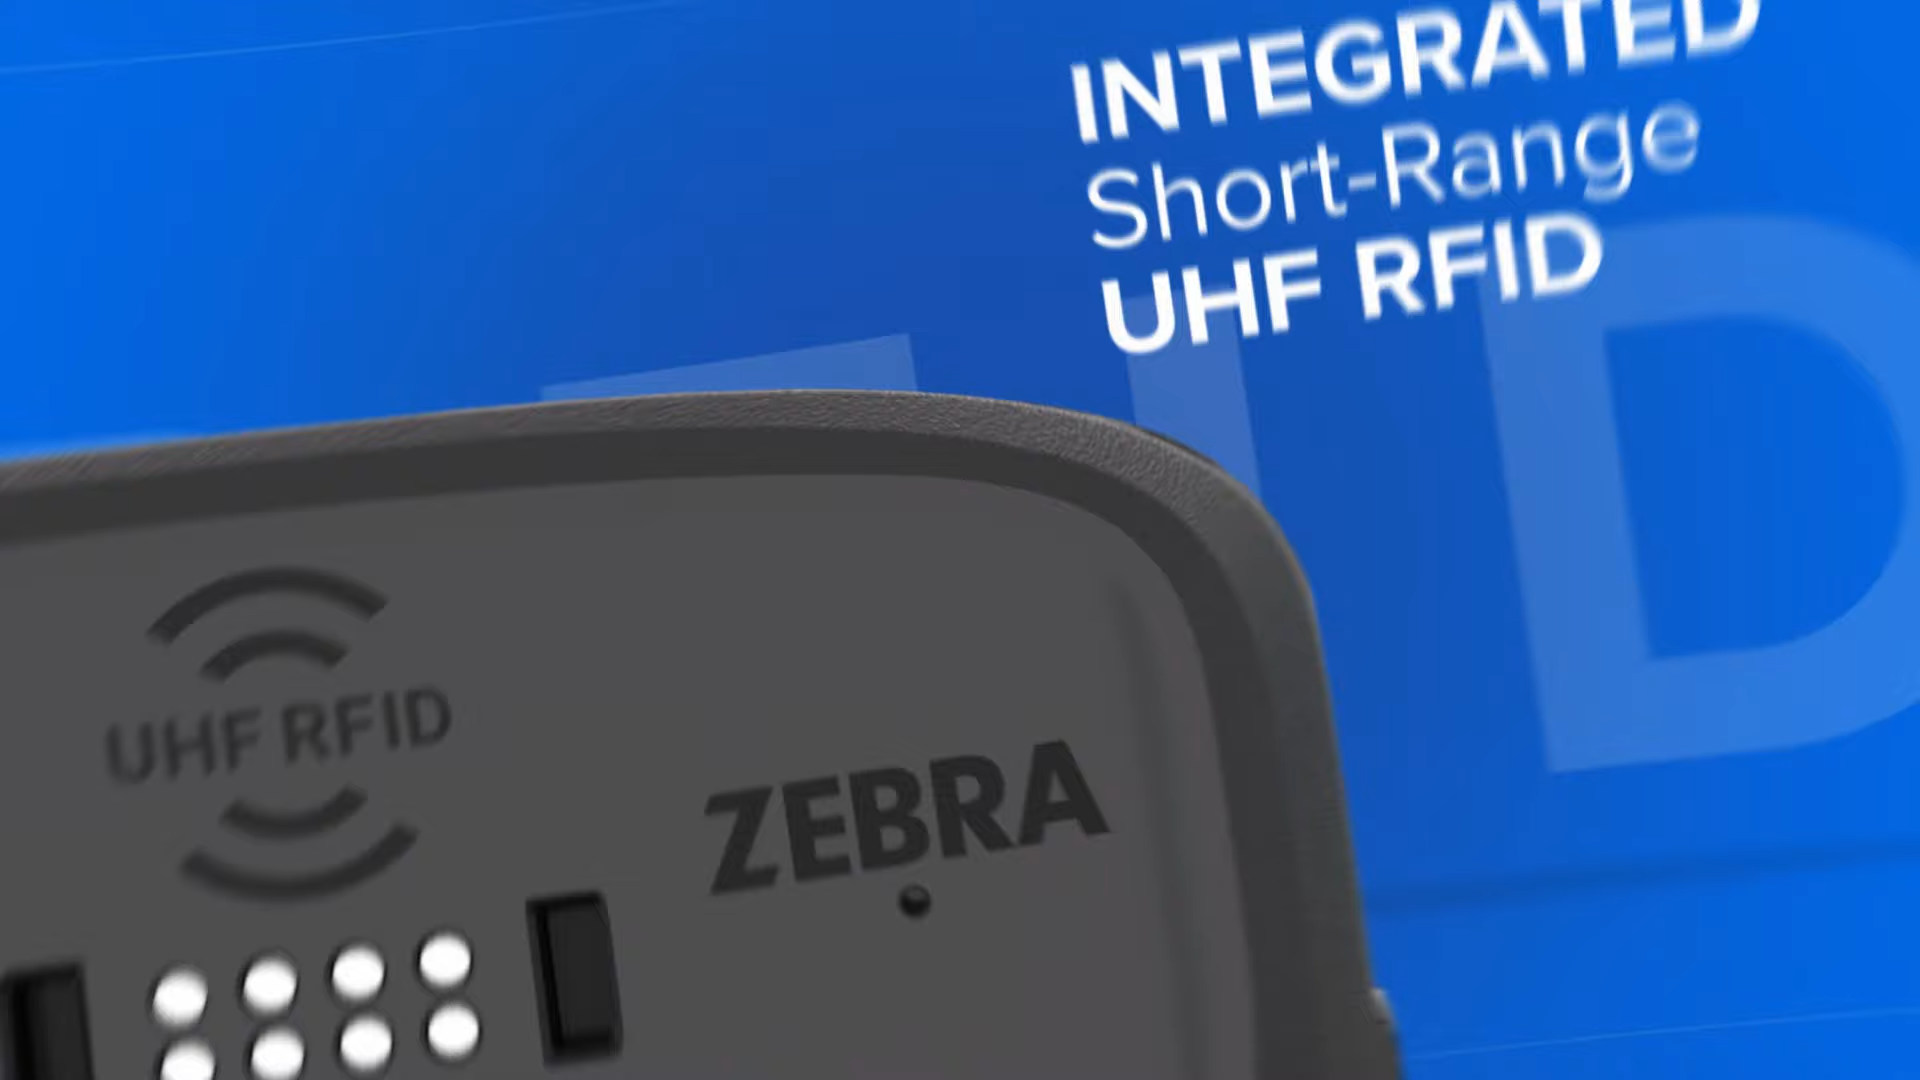 INTEGRATED
Short-Range
UHF RFID
UHF RFID
ZEBRA